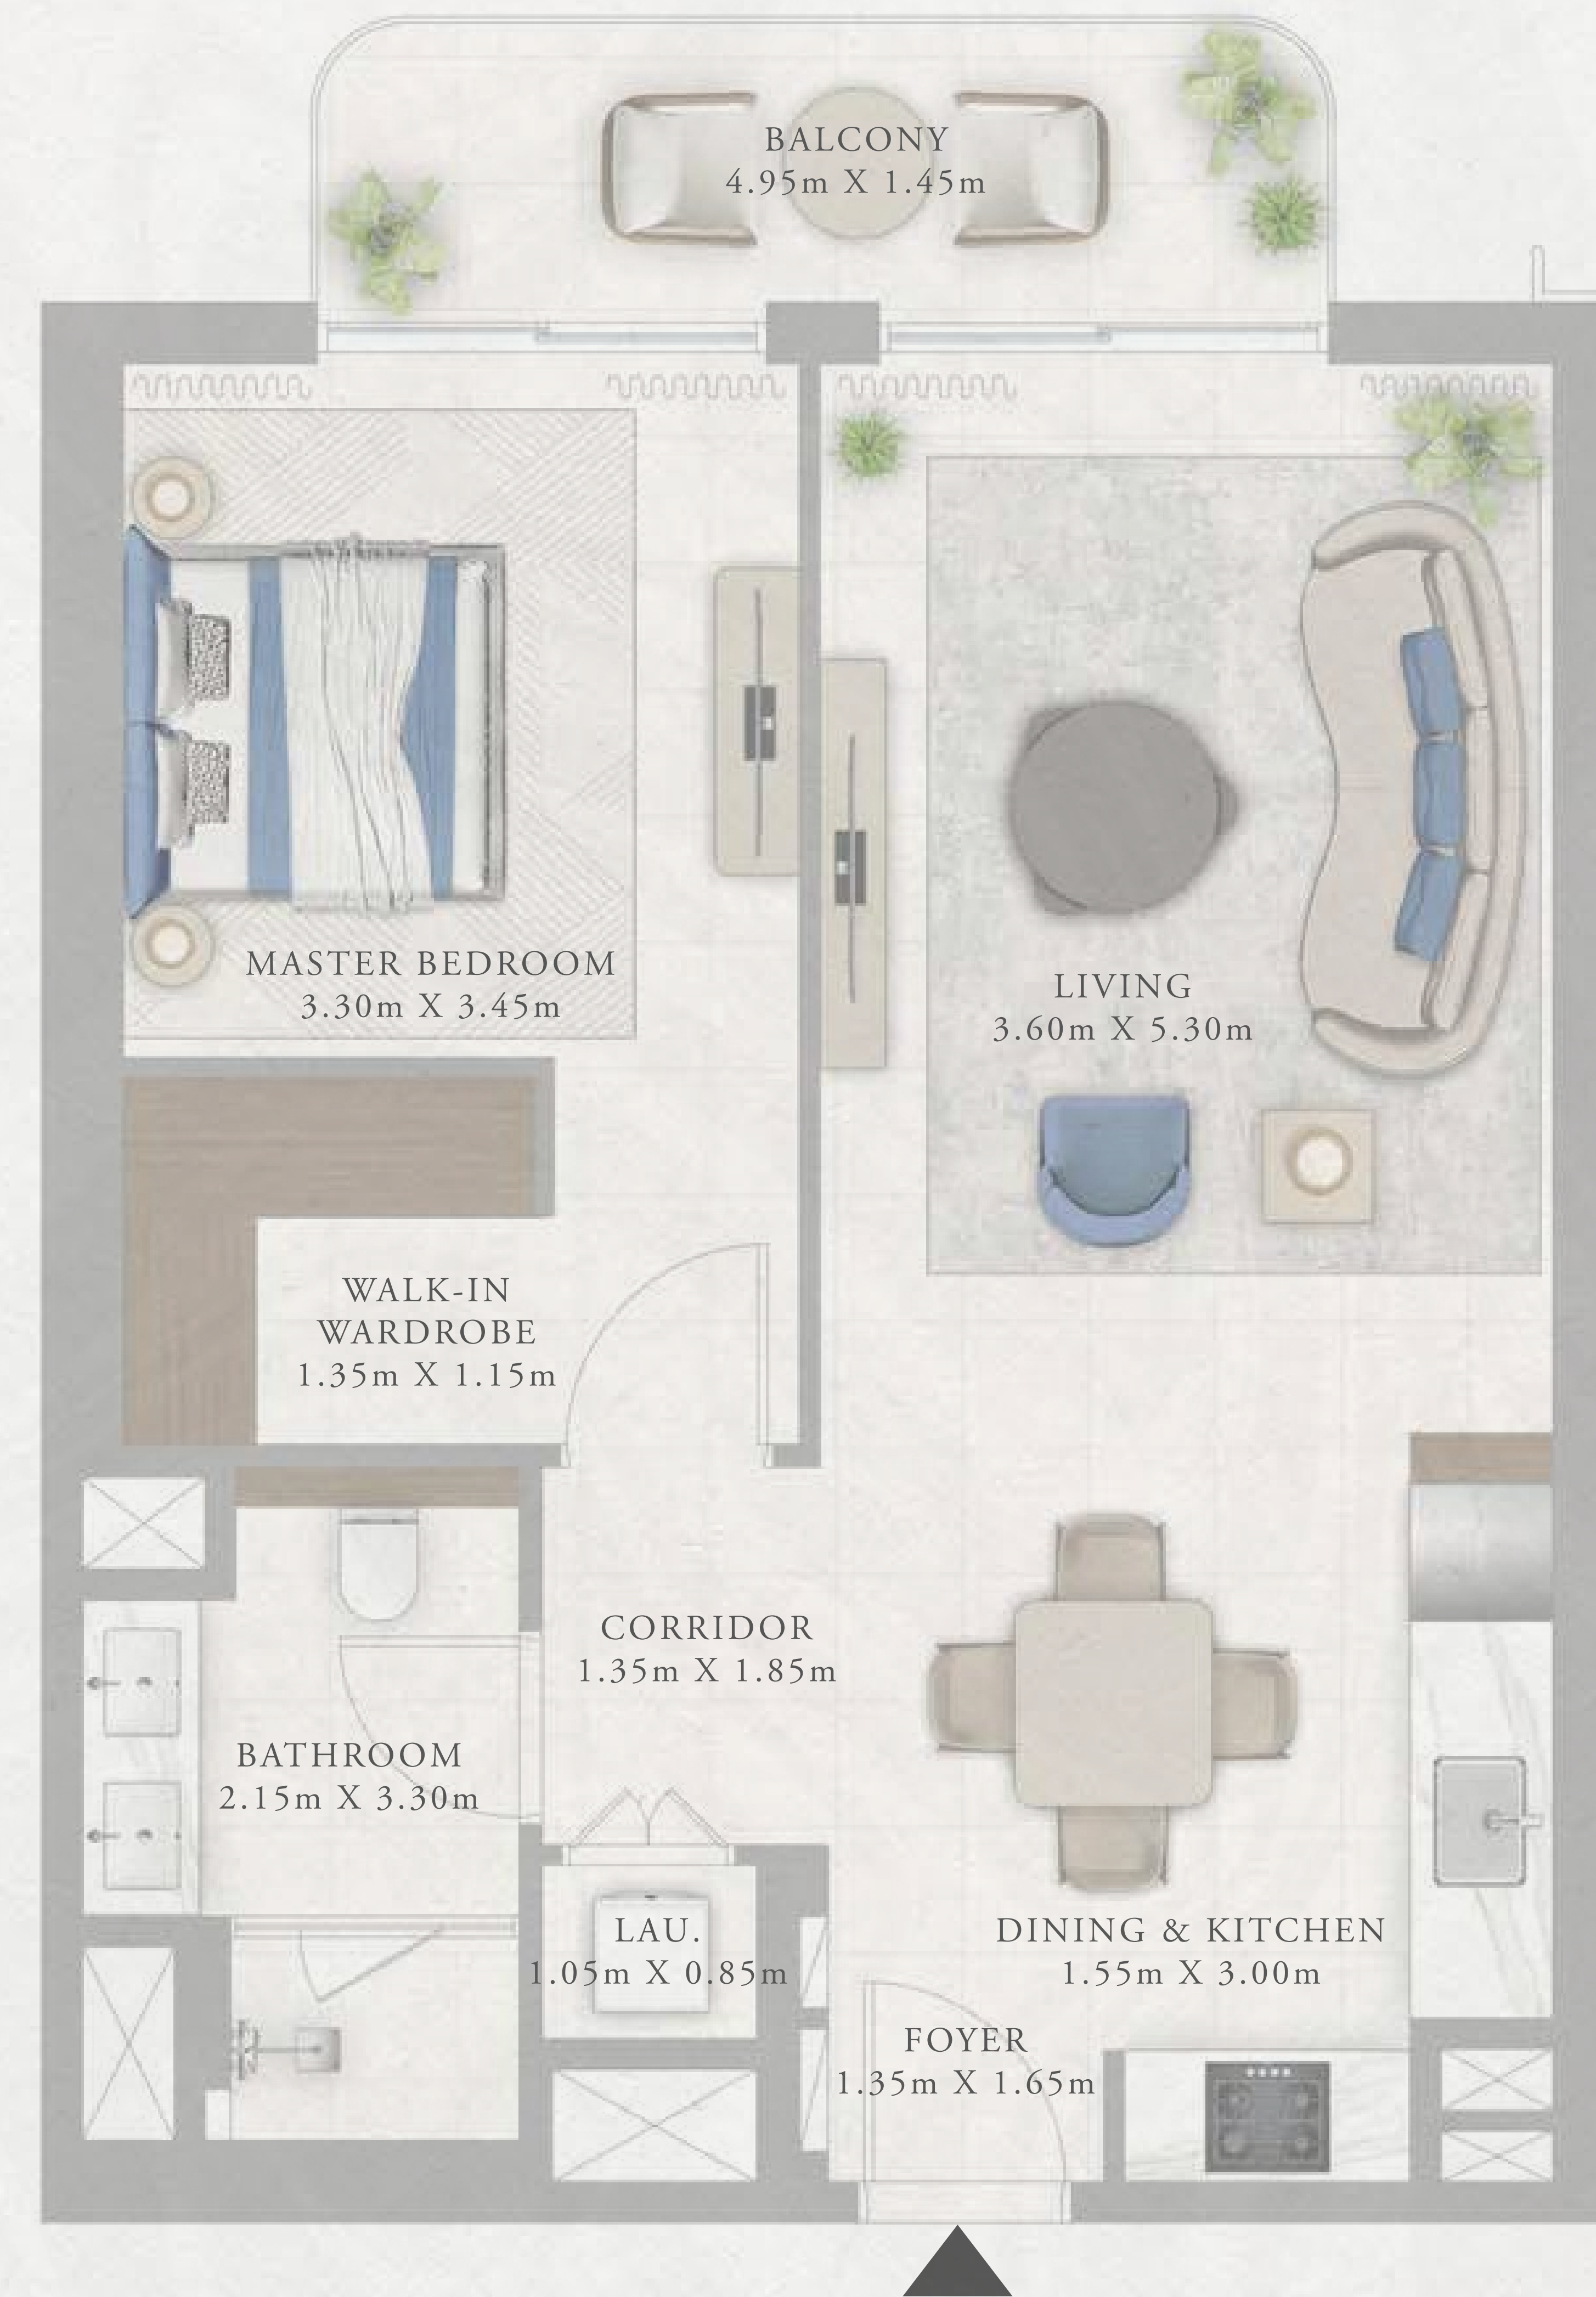 BALCONY
4.95m X 1.45m
MASTER BEDROOM
3.30m X 3.45m
LIVING
3.60m X 5.30m
WALK-IN
WARDROBE
1.35m X 1.15m
CORRIDOR
1.35m X 1.85m
BATHROOM
2.15m X 3.30m
LAU.
1.05m X 0.85m
DINING & KITCHEN
1.55m X 3.00m
FOYER
1.35m X 1.65m